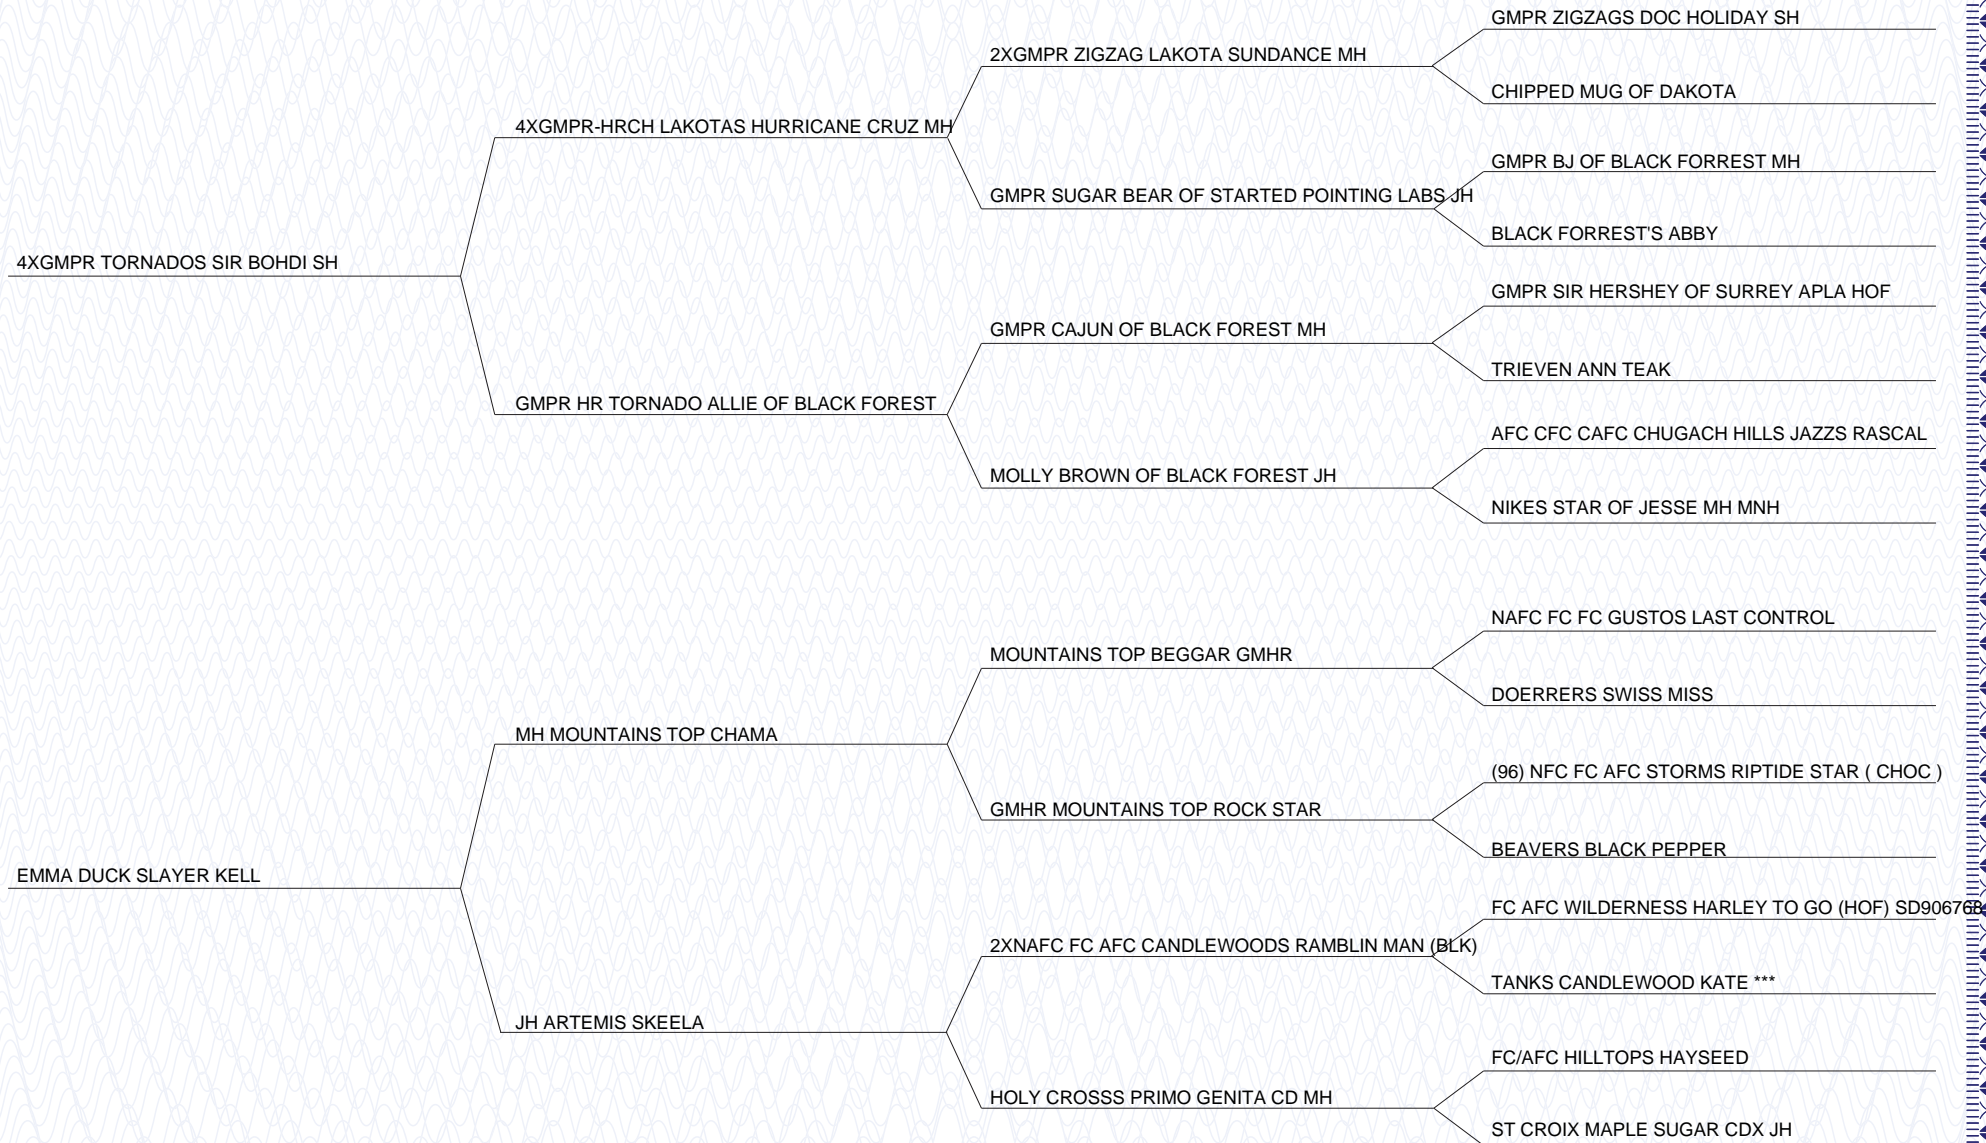 GMPR ZIGZAGS DOC HOLIDAY SH
2XGMPR ZIGZAG LAKOTA SUNDANCE MH
CHIPPED MUG OF DAKOTA
4XGMPR-HRCH LAKOTAS HURRICANE CRUZ MH
GMPR BJ OF BLACK FORREST MH
GMPR SUGAR BEAR OF STARTED POINTING LABS JH
BLACK FORREST'S ABBY
4XGMPR TORNADOS SIR BOHDI SH
GMPR SIR HERSHEY OF SURREY APLA HOF
GMPR CAJUN OF BLACK FOREST MH
TRIEVEN ANN TEAK
GMPR HR TORNADO ALLIE OF BLACK FOREST
AFC CFC CAFC CHUGACH HILLS JAZZS RASCAL
MOLLY BROWN OF BLACK FOREST JH
NIKES STAR OF JESSE MH MNH
NAFC FC FC GUSTOS LAST CONTROL
MOUNTAINS TOP BEGGAR GMHR
DOERRERS SWISS MISS
MH MOUNTAINS TOP CHAMA
(96) NFC FC AFC STORMS RIPTIDE STAR ( CHOC )
GMHR MOUNTAINS TOP ROCK STAR
BEAVERS BLACK PEPPER
EMMA DUCK SLAYER KELL
FC AFC WILDERNESS HARLEY TO GO (HOF)
2XNAFC FC AFC CANDLEWOODS RAMBLIN MAN (BLK)
TANKS CANDLEWOOD KATE ***
JH ARTEMIS SKEELA
FC/AFC HILLTOPS HAYSEED
HOLY CROSSS PRIMO GENITA CD MH
ST CROIX MAPLE SUGAR CDX JH